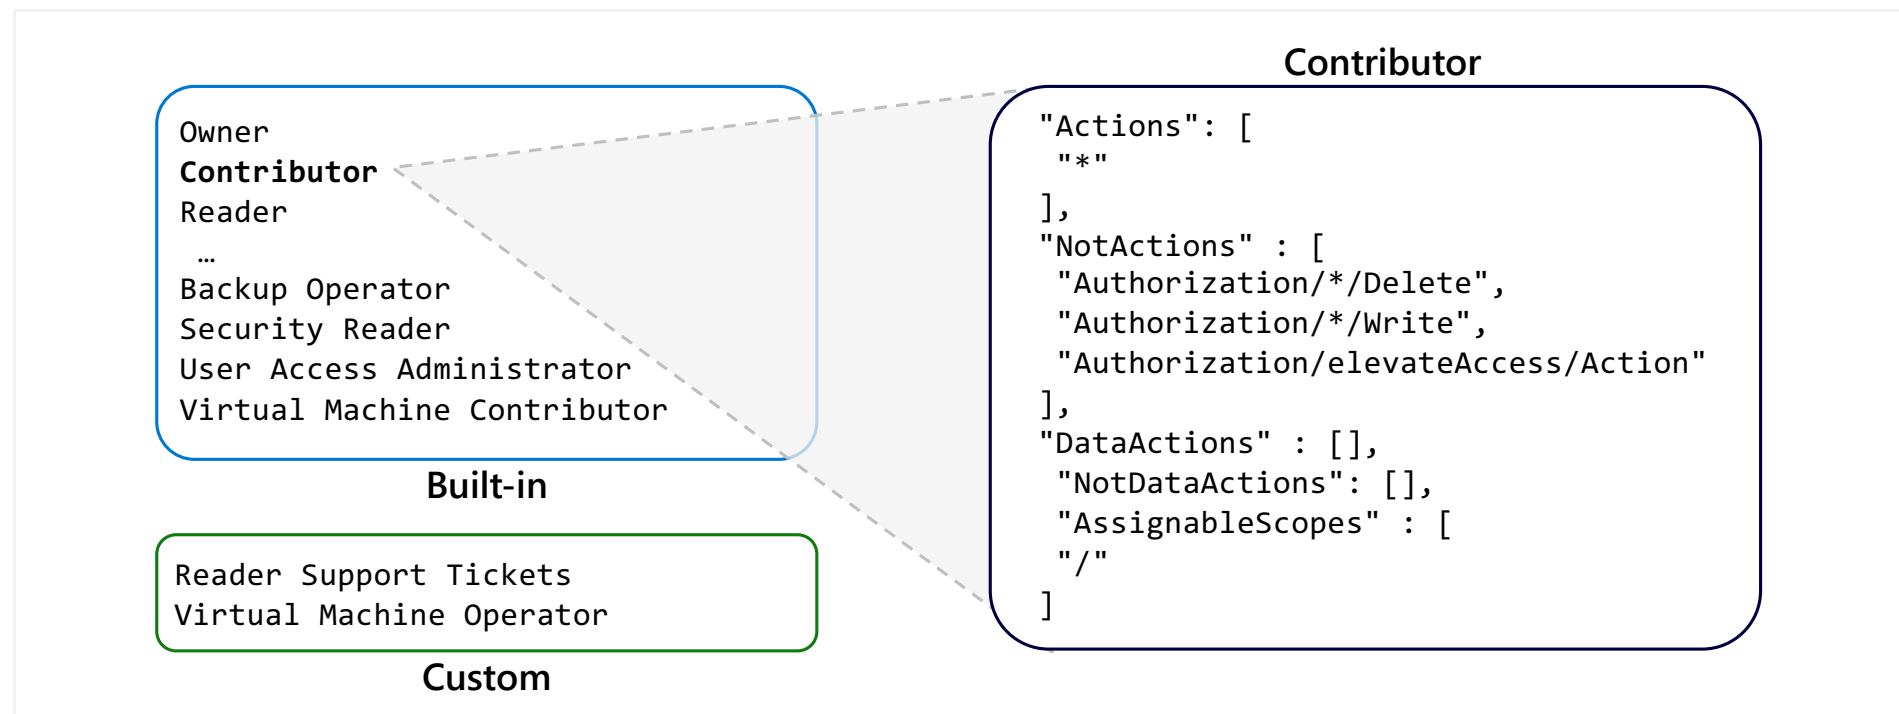 Owner
Contributor
Reader
…
Backup Operator
Security Reader
User Access Administrator
Virtual Machine Contributor
Built-in
Reader Support Tickets
Virtual Machine Operator
Custom
Contributor
"Actions": [
"*"
],
"NotActions" : [
"Authorization/*/Delete",
"Authorization/*/Write",
"Authorization/elevateAccess/Action"
],
"DataActions" : [],
"NotDataActions": [],
"AssignableScopes" : [
"/"
]